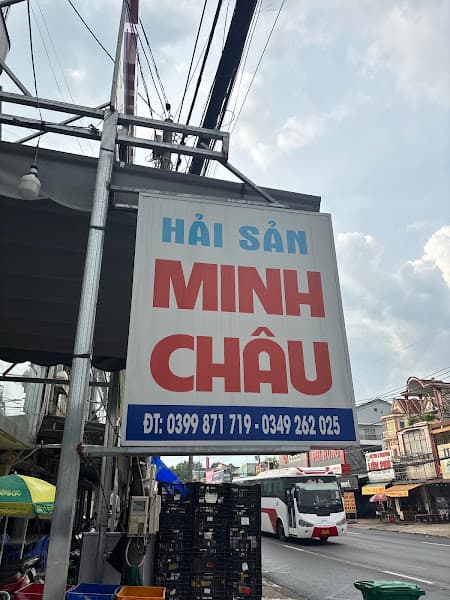 HẢI SẢN
MINH
CHÂU
ĐT: 0399 871 719 - 0349 262 025